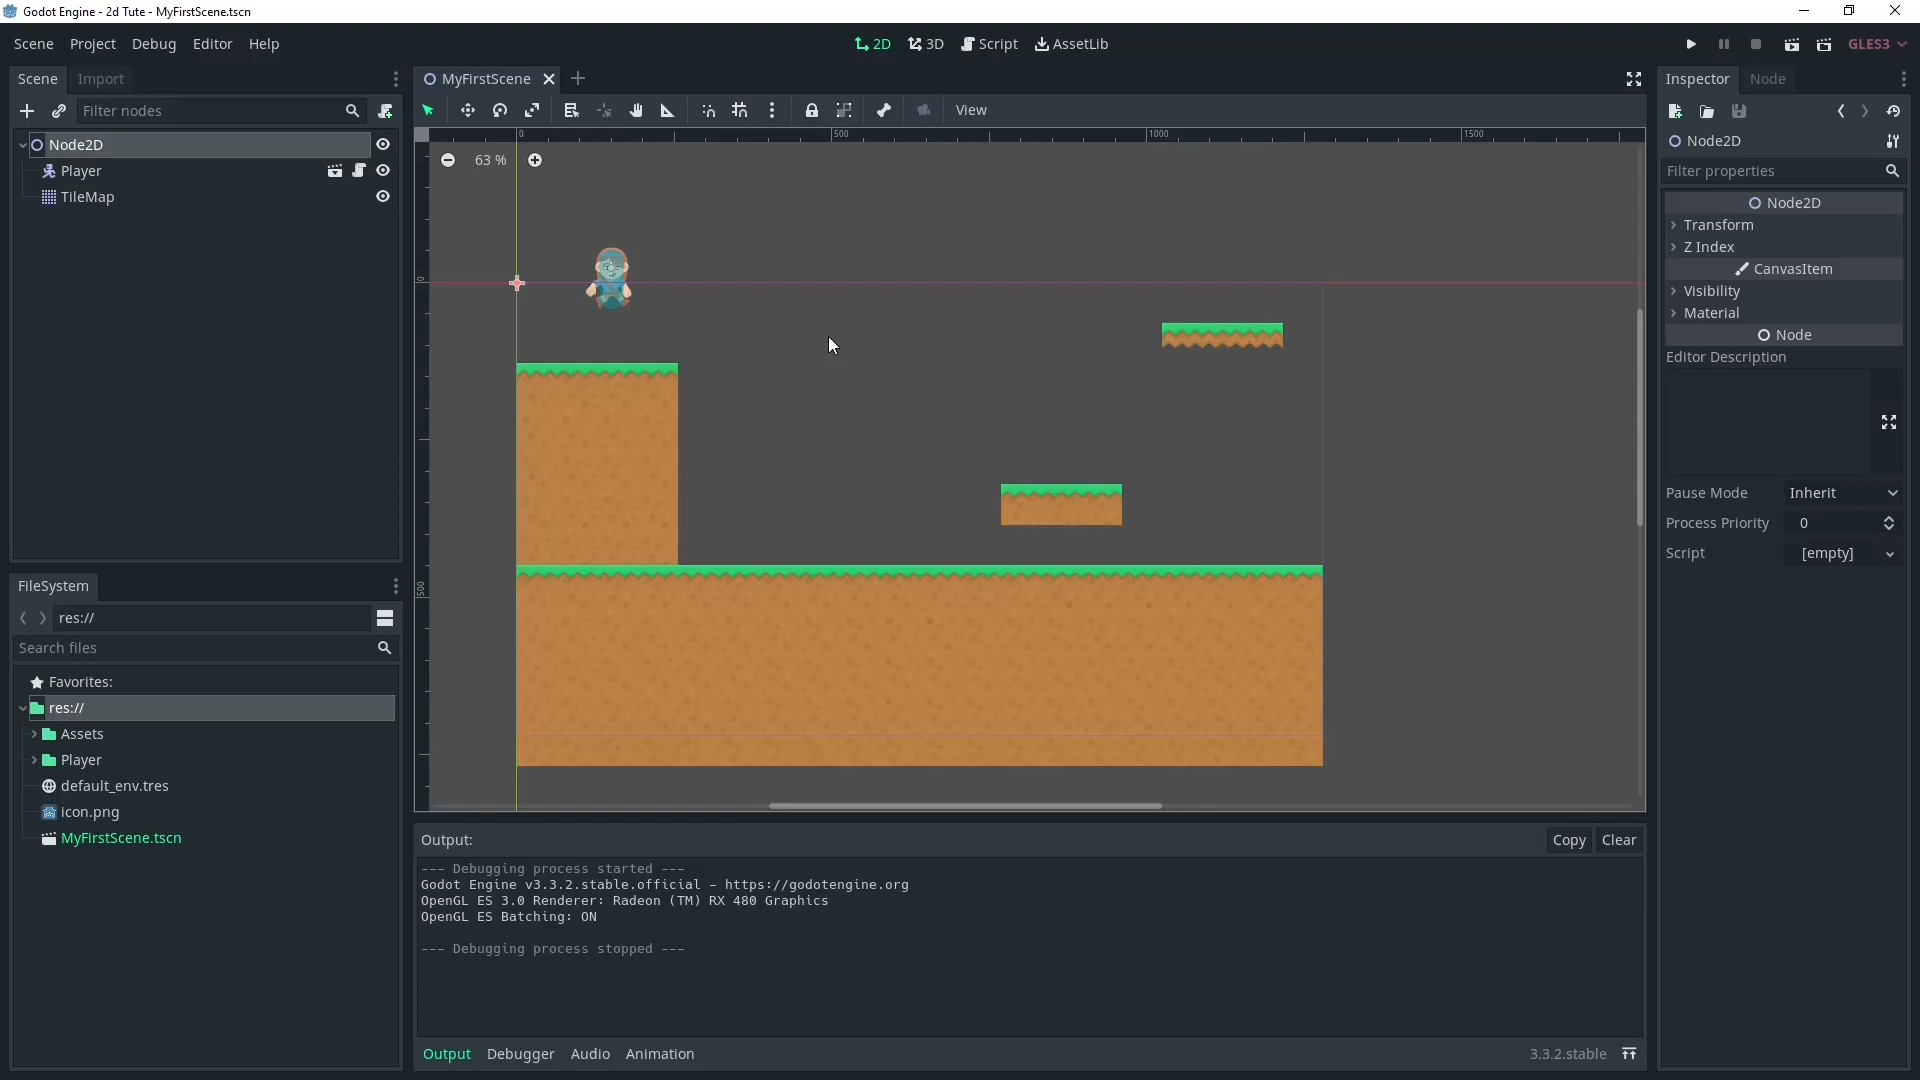 Godot Engine - 2d Tute - MyFirstScene.tscn
Scene Project Debug Editor Help
2D 3D Script AssetLib
GLES3
Scene Import
Filter nodes
Node2D
Player
TileMap
MyFirstScene
View
0 500 1000 1500
63 %
0
500
Inspector Node
Node2D
Filter properties
Node2D
Transform
Z Index
CanvasItem
Visibility
Material
Node
Editor Description
Pause Mode Inherit
Process Priority 0
Script [empty]
FileSystem
res://
Search files
Favorites:
res://
Assets
Player
default_env.tres
icon.png
MyFirstScene.tscn
Output:
Copy Clear
--- Debugging process started ---
Godot Engine v3.3.2.stable.official - https://godotengine.org
OpenGL ES 3.0 Renderer: Radeon (TM) RX 480 Graphics
OpenGL ES Batching: ON
--- Debugging process stopped ---
Output Debugger Audio Animation
3.3.2.stable